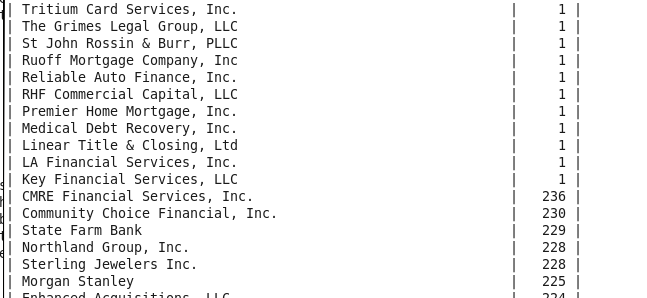 | Tritium Card Services, Inc. | 1 |
| The Grimes Legal Group, LLC | 1 |
| St John Rossin & Burr, PLLC | 1 |
| Ruoff Mortgage Company, Inc | 1 |
| Reliable Auto Finance, Inc. | 1 |
| RHF Commercial Capital, LLC | 1 |
| Premier Home Mortgage, Inc. | 1 |
| Medical Debt Recovery, Inc. | 1 |
| Linear Title & Closing, Ltd | 1 |
| LA Financial Services, Inc. | 1 |
| Key Financial Services, LLC | 1 |
| CMRE Financial Services, Inc. | 236 |
| Community Choice Financial, Inc. | 230 |
| State Farm Bank | 229 |
| Northland Group, Inc. | 228 |
| Sterling Jewelers Inc. | 228 |
| Morgan Stanley | 225 |
| Enhanced Acquisitions, LLC | 224 |